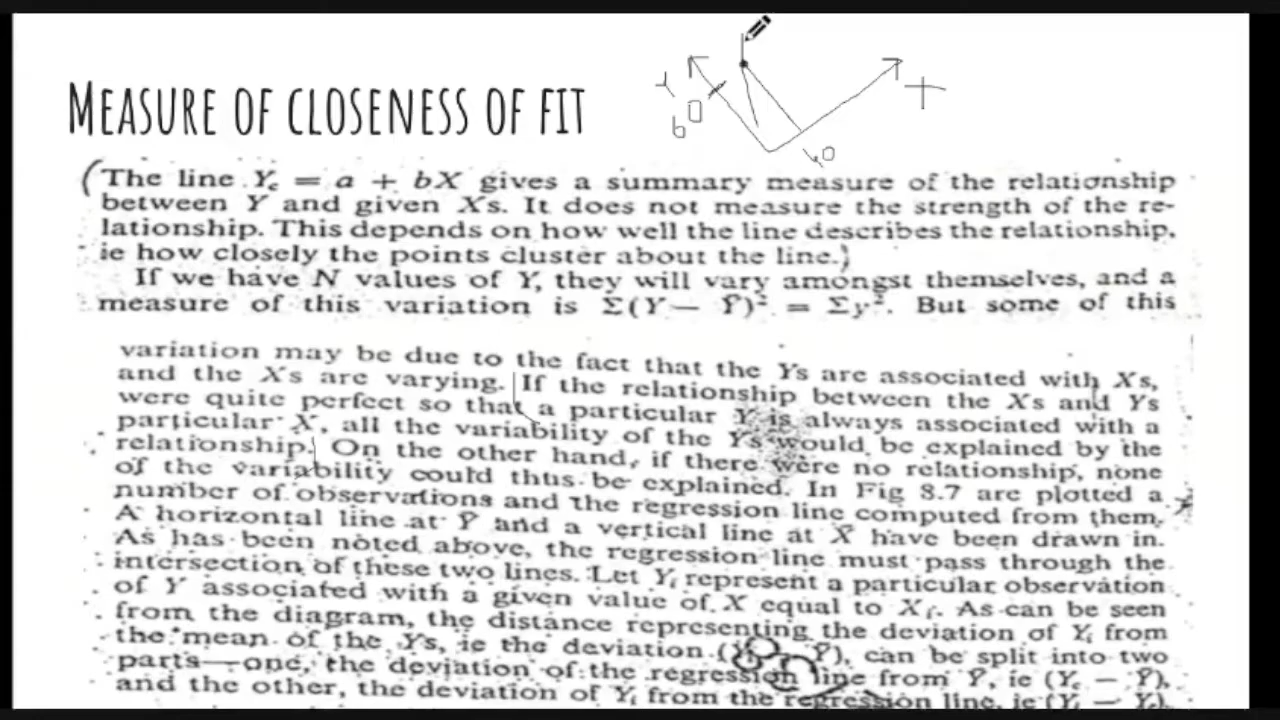 MEASURE OF CLOSENESS OF FIT
(The line Yc = a + bX gives a summary measure of the relationship
between Y and given Xs. It does not measure the strength of the re-
lationship. This depends on how well the line describes the relationship,
ie how closely the points cluster about the line.)
If we have N values of Y, they will vary amongst themselves, and a
measure of this variation is Σ(Y − Ȳ)² = Σy². But some of this
variation may be due to the fact that the Ys are associated with Xs,
and the Xs are varying. If the relationship between the Xs and Ys
were quite perfect so that a particular Y is always associated with a
particular X, all the variability of the Ys would be explained by the
relationship. On the other hand, if there were no relationship, none
of the variability could thus be explained. In Fig 8.7 are plotted a
number of observations and the regression line computed from them.
A horizontal line at Ȳ and a vertical line at X̄ have been drawn in.
As has been noted above, the regression line must pass through the
intersection of these two lines. Let Yi represent a particular observation
of Y associated with a given value of X equal to Xi. As can be seen
from the diagram, the distance representing the deviation of Yi from
the mean of the Ys, ie the deviation Ȳ), can be split into two
parts—one, the deviation of the regression line from Ȳ, ie (Yc − Ȳ),
and the other, the deviation of Yi from the regression line, ie (Yi − Yc).